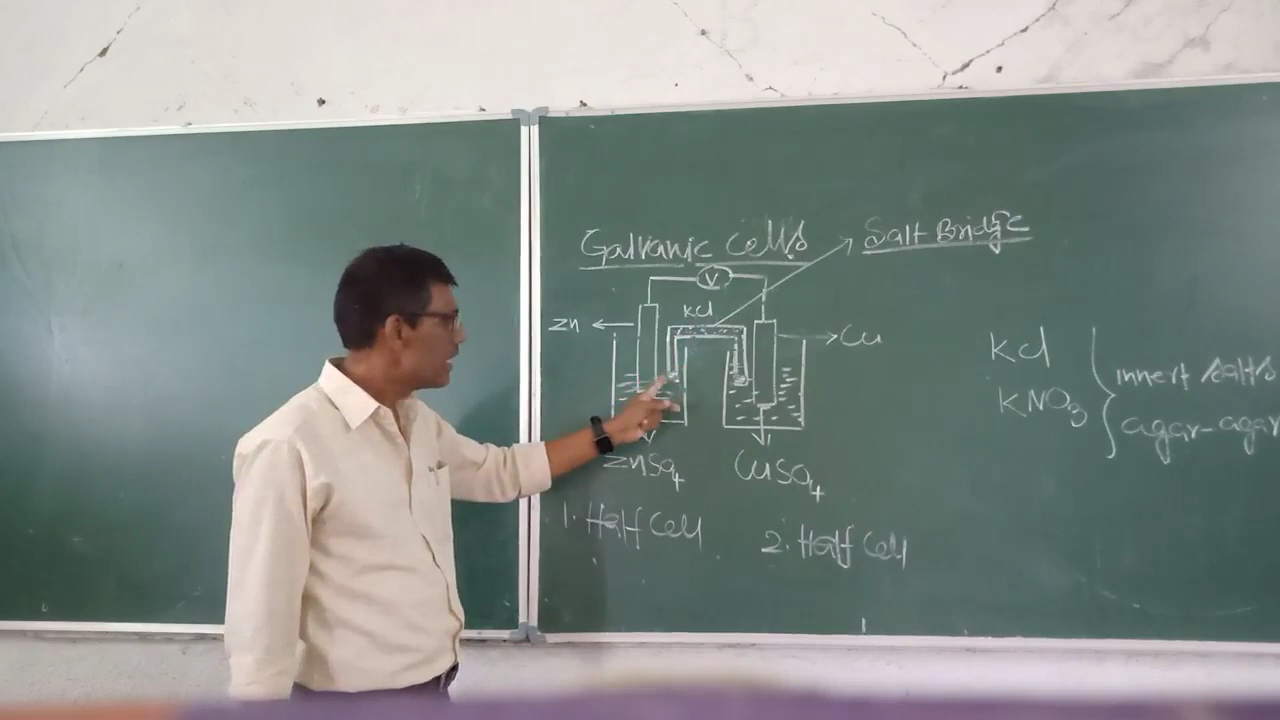 Galvanic Cells
Salt Bridge
V
KCl
Zn
Cu
ZnSO4
CuSO4
1. Half Cell
2. Half Cell
KCl
KNO3
innert salts
agar-agar